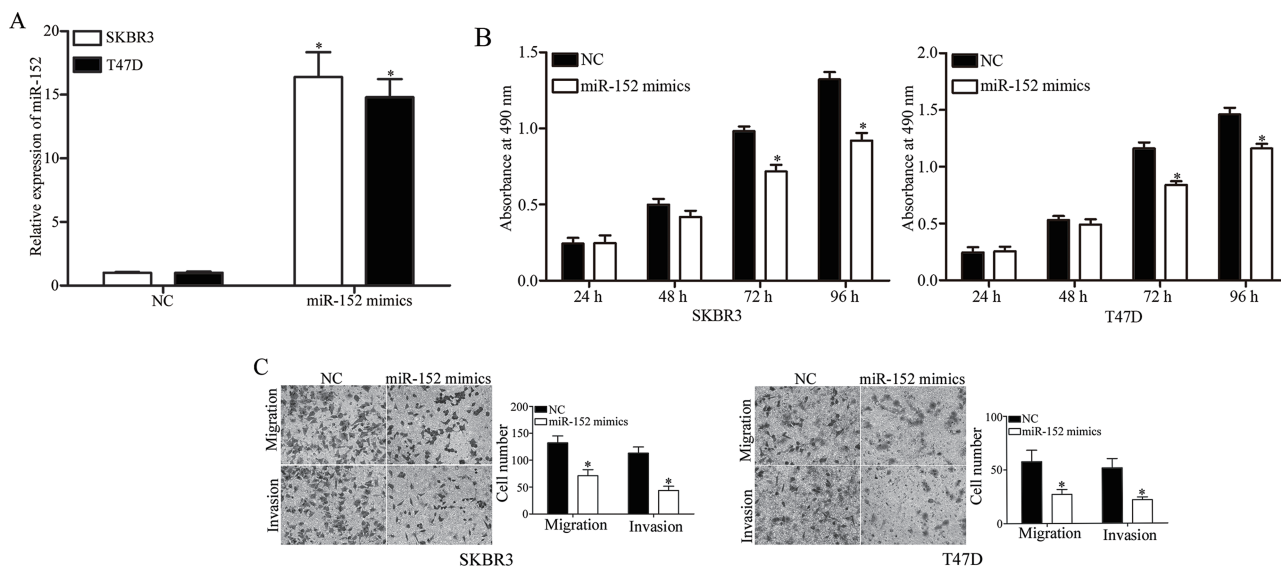 A
Relative expression of miR-152
20
15
10
5
0
SKBR3
T47D
*
*
NC
miR-152 mimics
B
Absorbance at 490 nm
1.5
1.0
0.5
0.0
NC
miR-152 mimics
*
*
24 h 48 h 72 h 96 h
SKBR3
Absorbance at 490 nm
2.0
1.5
1.0
0.5
0.0
NC
miR-152 mimics
*
*
24 h 48 h 72 h 96 h
T47D
C
NC miR-152 mimics
Migration
Invasion
Cell number
200
150
100
50
0
NC
miR-152 mimics
*
*
Migration Invasion
SKBR3
NC miR-152 mimics
Migration
Invasion
Cell number
100
50
0
NC
miR-152 mimics
*
*
Migration Invasion
T47D